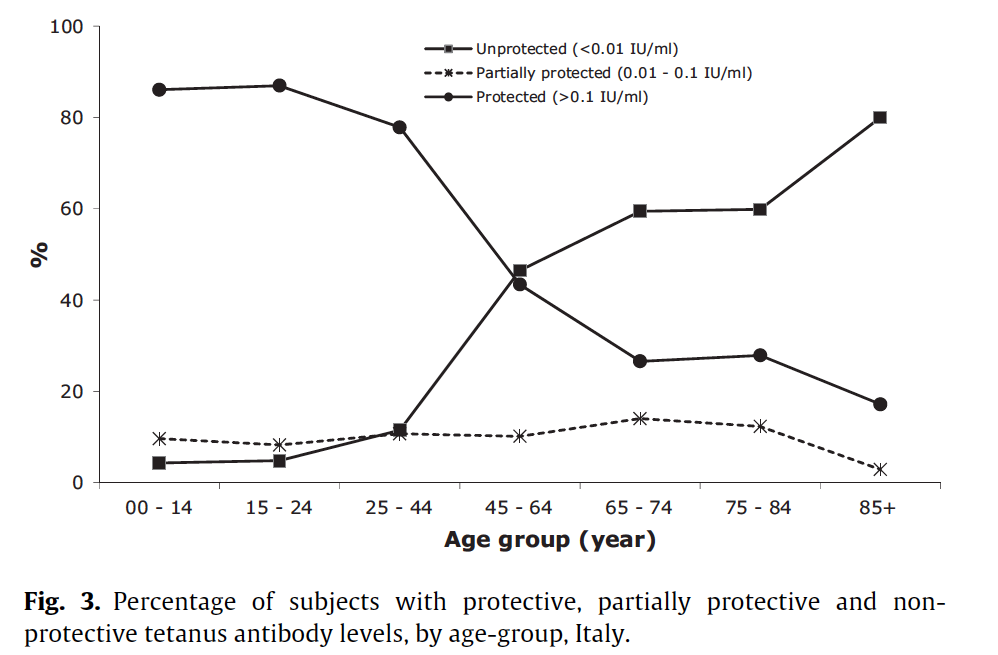 100
80
60
40
20
0
%
Unprotected (<0.01 IU/ml)
Partially protected (0.01 - 0.1 IU/ml)
Protected (>0.1 IU/ml)
00 - 14 15 - 24 25 - 44 45 - 64 65 - 74 75 - 84 85+
Age group (year)
Fig. 3. Percentage of subjects with protective, partially protective and non-
protective tetanus antibody levels, by age-group, Italy.